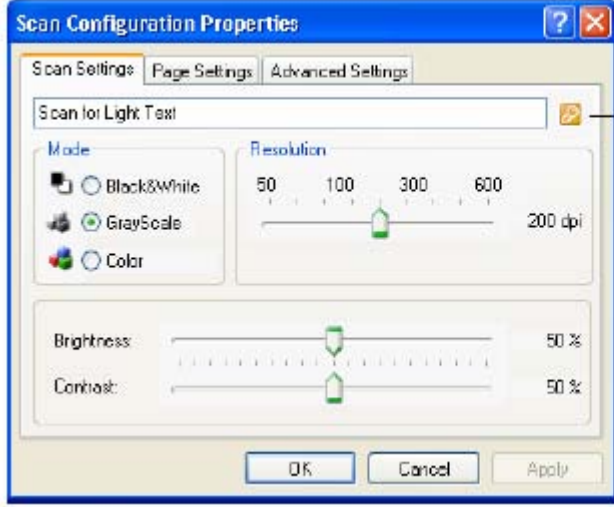 Scan Configuration Properties
Scan Settings Page Settings Advanced Settings
Scan for Light Text
Mode Resolution
Black&White 50 100 300 600
GrayScale 200 dpi
Color
Brightness: 50 %
Contrast: 50 %
OK Cancel Apply